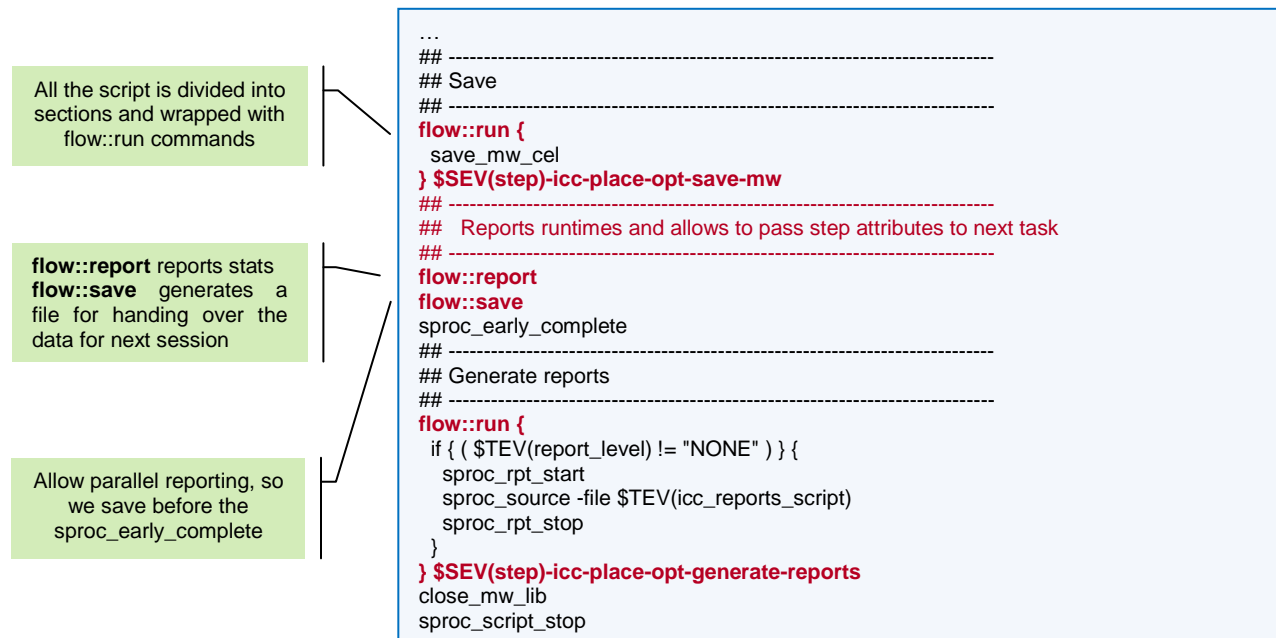 All the script is divided into
sections and wrapped with
flow::run commands
flow::report reports stats
flow::save generates a
file for handing over the
data for next session
Allow parallel reporting, so
we save before the
sproc_early_complete
…
## ------------------------------------------------------------------------------
## Save
## ------------------------------------------------------------------------------
flow::run {
save_mw_cel
} $SEV(step)-icc-place-opt-save-mw
## ------------------------------------------------------------------------------
## Reports runtimes and allows to pass step attributes to next task
## ------------------------------------------------------------------------------
flow::report
flow::save
sproc_early_complete
## ------------------------------------------------------------------------------
## Generate reports
## ------------------------------------------------------------------------------
flow::run {
if { ( $TEV(report_level) != "NONE" ) } {
sproc_rpt_start
sproc_source -file $TEV(icc_reports_script)
sproc_rpt_stop
}
} $SEV(step)-icc-place-opt-generate-reports
close_mw_lib
sproc_script_stop